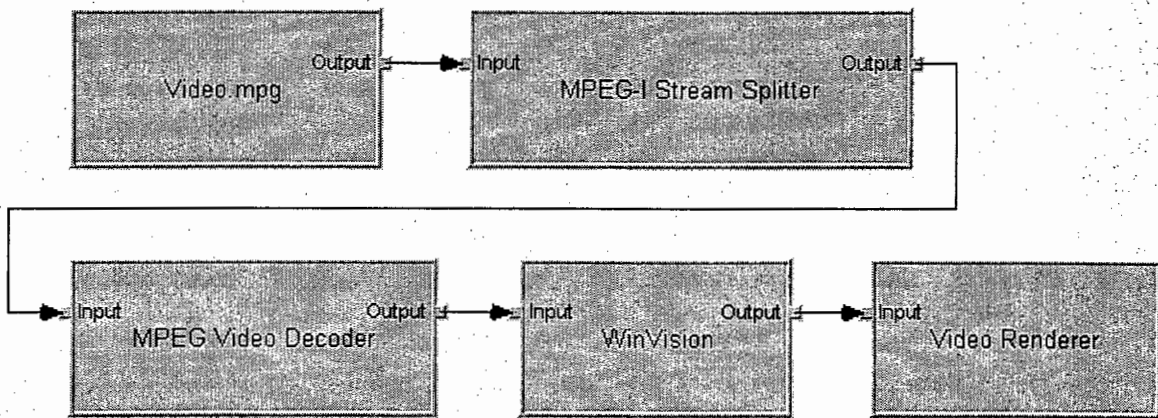 Output
Video.mpg
Input
Output
MPEG-I Stream Splitter
Input
Output
MPEG Video Decoder
Input
Output
WinVision
Input
Video Renderer